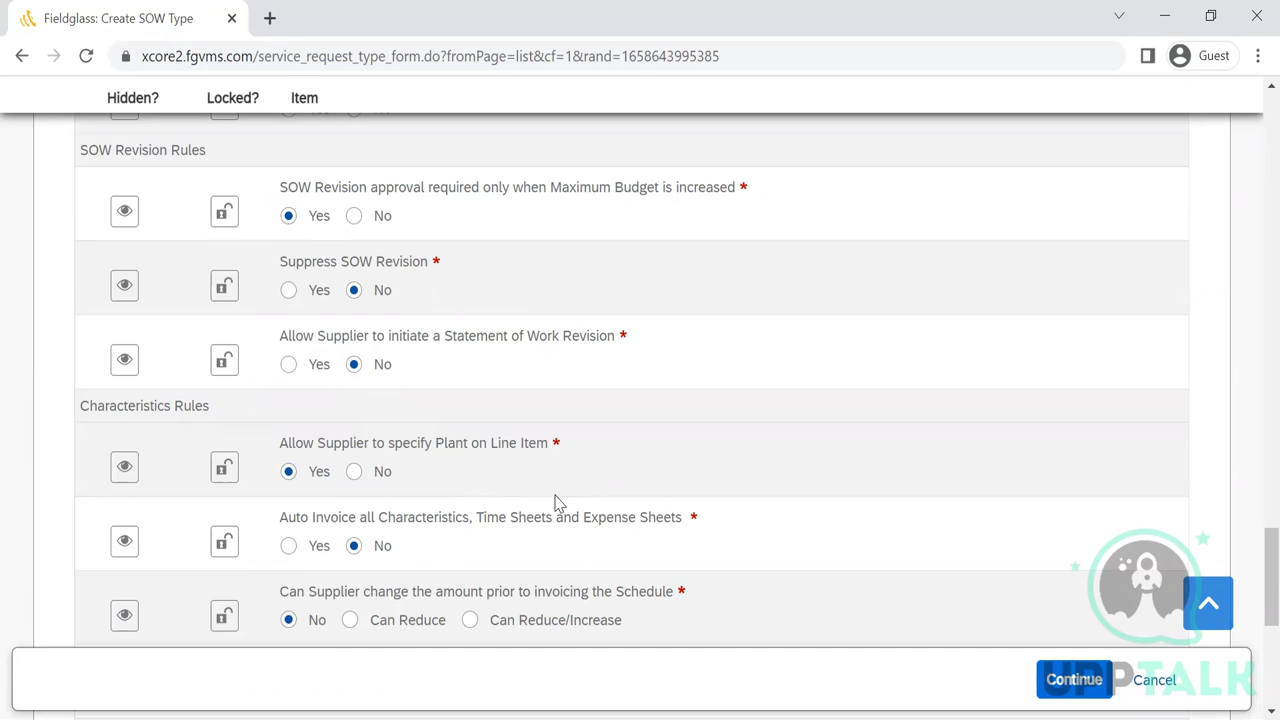 Fieldglass: Create SOW Type
xcore2.fgvms.com/service_request_type_form.do?fromPage=list&cf=1&rand=1658643995385
Guest
Hidden? Locked? Item
SOW Revision Rules
SOW Revision approval required only when Maximum Budget is increased *
Yes No
Suppress SOW Revision *
Yes No
Allow Supplier to initiate a Statement of Work Revision *
Yes No
Characteristics Rules
Allow Supplier to specify Plant on Line Item *
Yes No
Auto Invoice all Characteristics, Time Sheets and Expense Sheets *
Yes No
Can Supplier change the amount prior to invoicing the Schedule *
No Can Reduce Can Reduce/Increase
Continue Cancel
UPPTALK